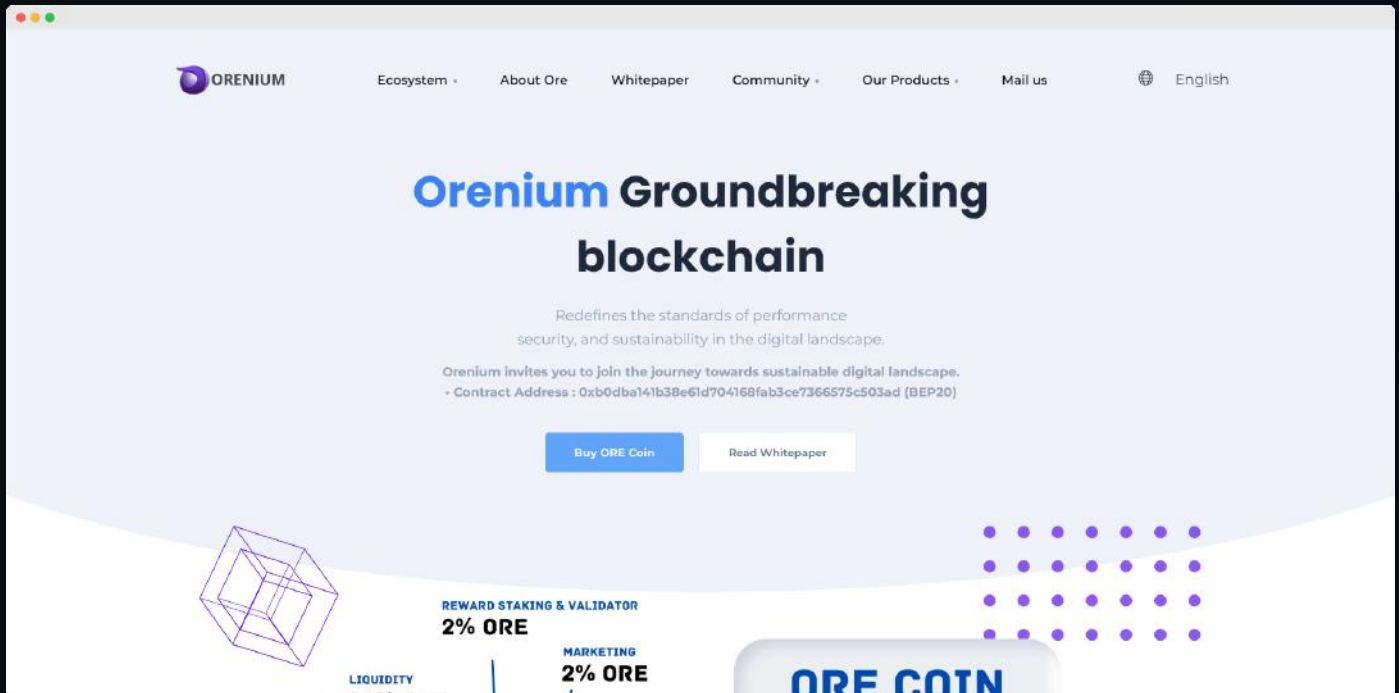 ORENIUM
Ecosystem
About Ore
Whitepaper
Community
Our Products
Mail us
English
Orenium Groundbreaking
blockchain
Redefines the standards of performance
security, and sustainability in the digital landscape.
Orenium invites you to join the journey towards sustainable digital landscape.
• Contract Address : 0xb0dba141b38e61d704168fab3ce7366575c503ad (BEP20)
Buy ORE Coin
Read Whitepaper
REWARD STAKING & VALIDATOR
2% ORE
MARKETING
2% ORE
LIQUIDITY
ORE COIN